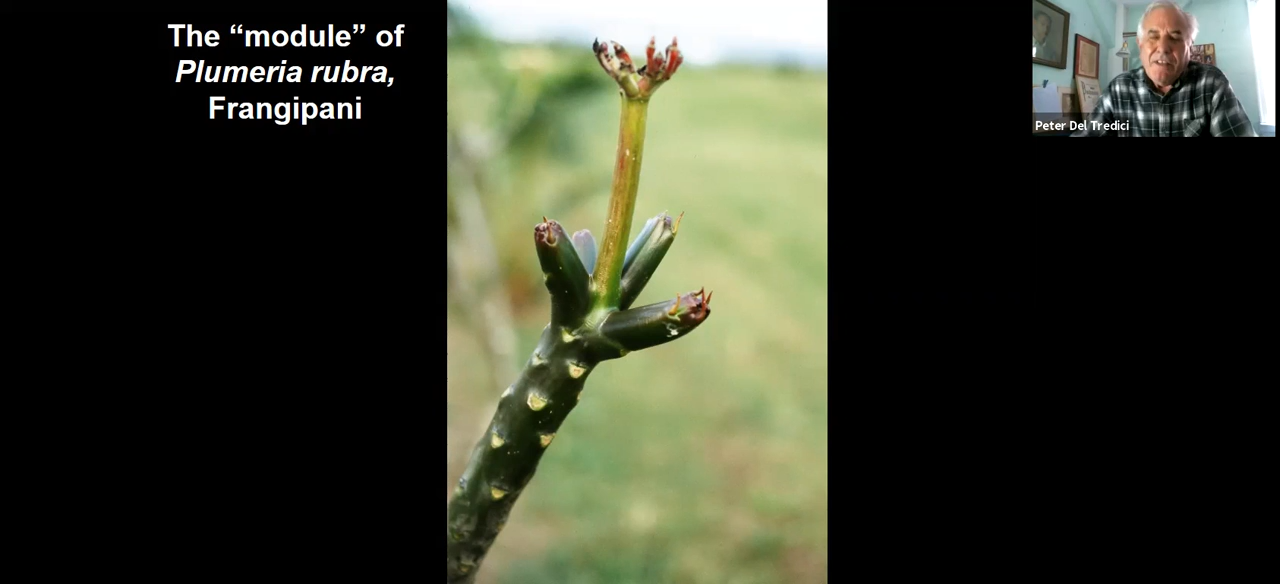 The “module” of
Plumeria rubra,
Frangipani
Peter Del Tredici